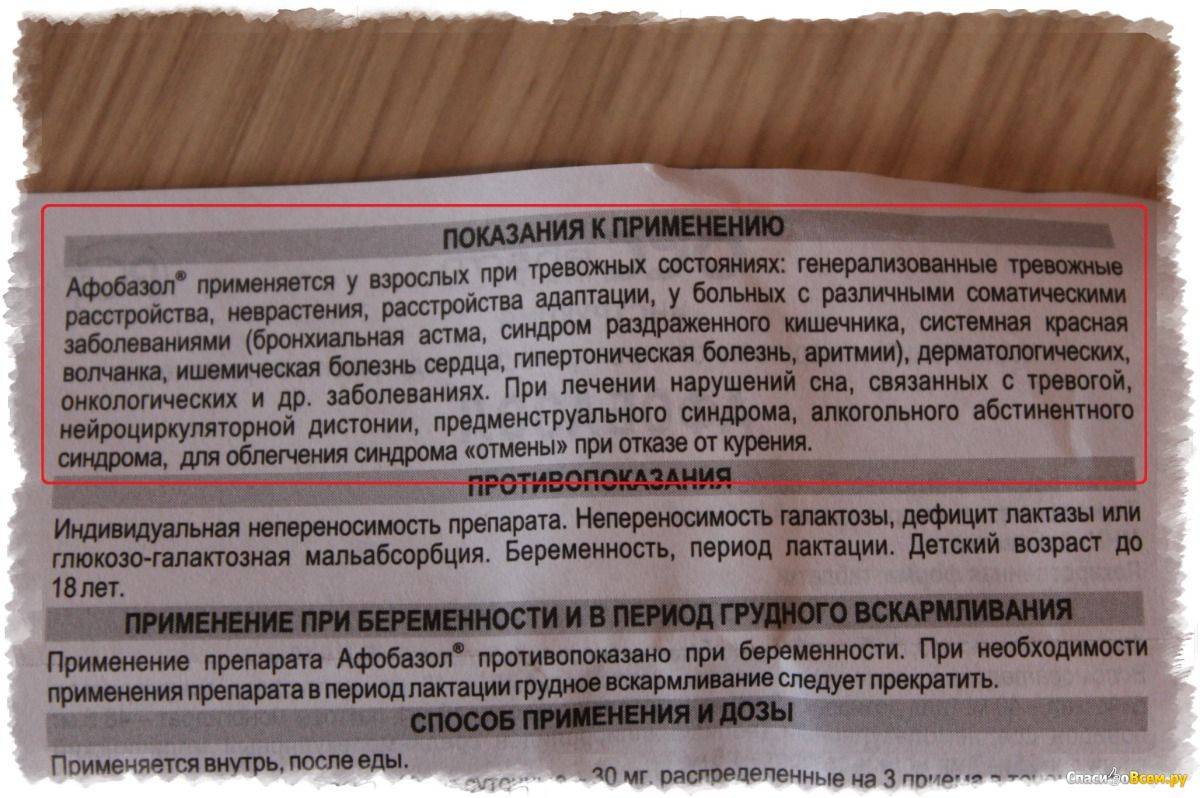 ПОКАЗАНИЯ К ПРИМЕНЕНИЮ
Афобазол® применяется у взрослых при тревожных состояниях: генерализованные тревожные
расстройства, неврастения, расстройства адаптации, у больных с различными соматическими
заболеваниями (бронхиальная астма, синдром раздраженного кишечника, системная красная
волчанка, ишемическая болезнь сердца, гипертоническая болезнь, аритмии), дерматологических,
онкологических и др. заболеваниях. При лечении нарушений сна, связанных с тревогой,
нейроциркуляторной дистонии, предменструального синдрома, алкогольного абстинентного
синдрома, для облегчения синдрома «отмены» при отказе от курения.
ПРОТИВОПОКАЗАНИЯ
Индивидуальная непереносимость препарата. Непереносимость галактозы, дефицит лактазы или
глюкозо-галактозная мальабсорбция. Беременность, период лактации. Детский возраст до
18 лет.
ПРИМЕНЕНИЕ ПРИ БЕРЕМЕННОСТИ И В ПЕРИОД ГРУДНОГО ВСКАРМЛИВАНИЯ
Применение препарата Афобазол® противопоказано при беременности. При необходимости
применения препарата в период лактации грудное вскармливание следует прекратить.
СПОСОБ ПРИМЕНЕНИЯ И ДОЗЫ
Применяется внутрь, после еды.
– 30 мг, распределенные на 3 приема в
СпасибоВсем.ру